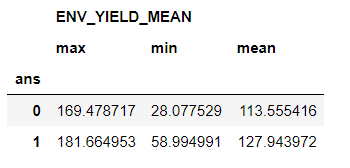 ENV_YIELD_MEAN
max min mean
ans
0 169.478717 28.077529 113.555416
1 181.664953 58.994991 127.943972